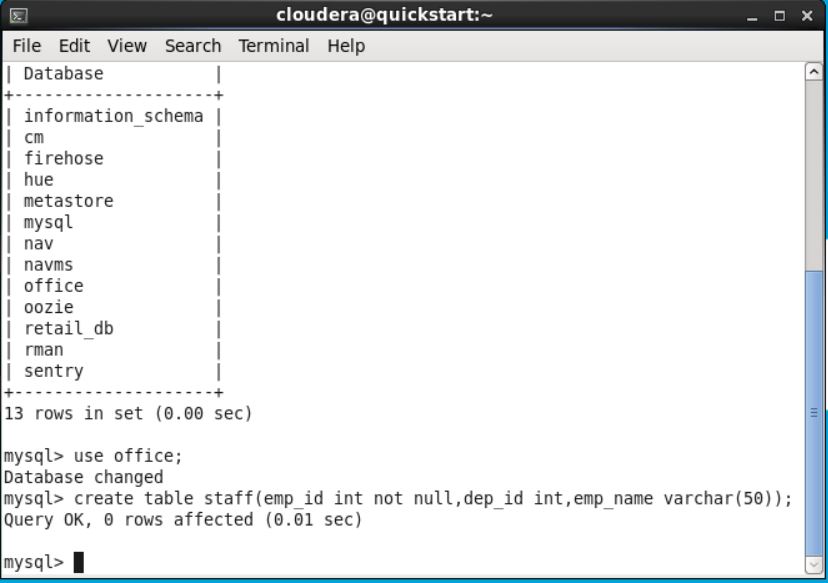 cloudera@quickstart:~
File Edit View Search Terminal Help
| Database           |
+--------------------+
| information_schema |
| cm                 |
| firehose           |
| hue                |
| metastore          |
| mysql              |
| nav                |
| navms              |
| office             |
| oozie              |
| retail_db          |
| rman               |
| sentry             |
+--------------------+
13 rows in set (0.00 sec)
mysql> use office;
Database changed
mysql> create table staff(emp_id int not null,dep_id int,emp_name varchar(50));
Query OK, 0 rows affected (0.01 sec)
mysql>